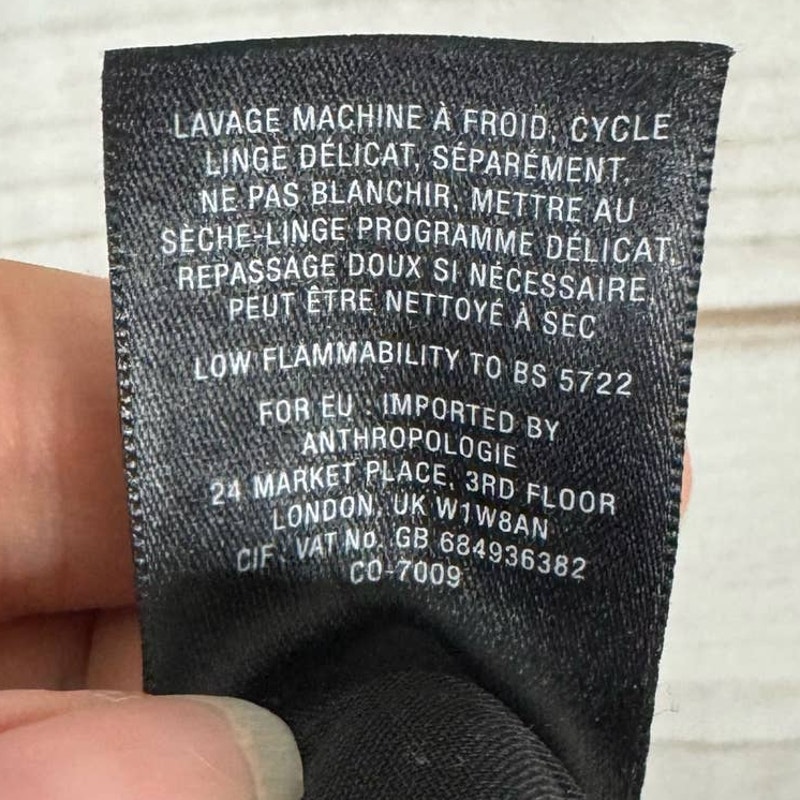 LAVAGE MACHINE À FROID, CYCLE
LINGE DÉLICAT, SÉPARÉMENT,
NE PAS BLANCHIR, METTRE AU
SÈCHE-LINGE PROGRAMME DÉLICAT,
REPASSAGE DOUX SI NÉCESSAIRE,
PEUT ÊTRE NETTOYÉ À SEC
LOW FLAMMABILITY TO BS 5722
FOR EU : IMPORTED BY
ANTHROPOLOGIE
24 MARKET PLACE, 3RD FLOOR
LONDON, UK W1W8AN
CIF. VAT No. GB 684936382
CO-7009